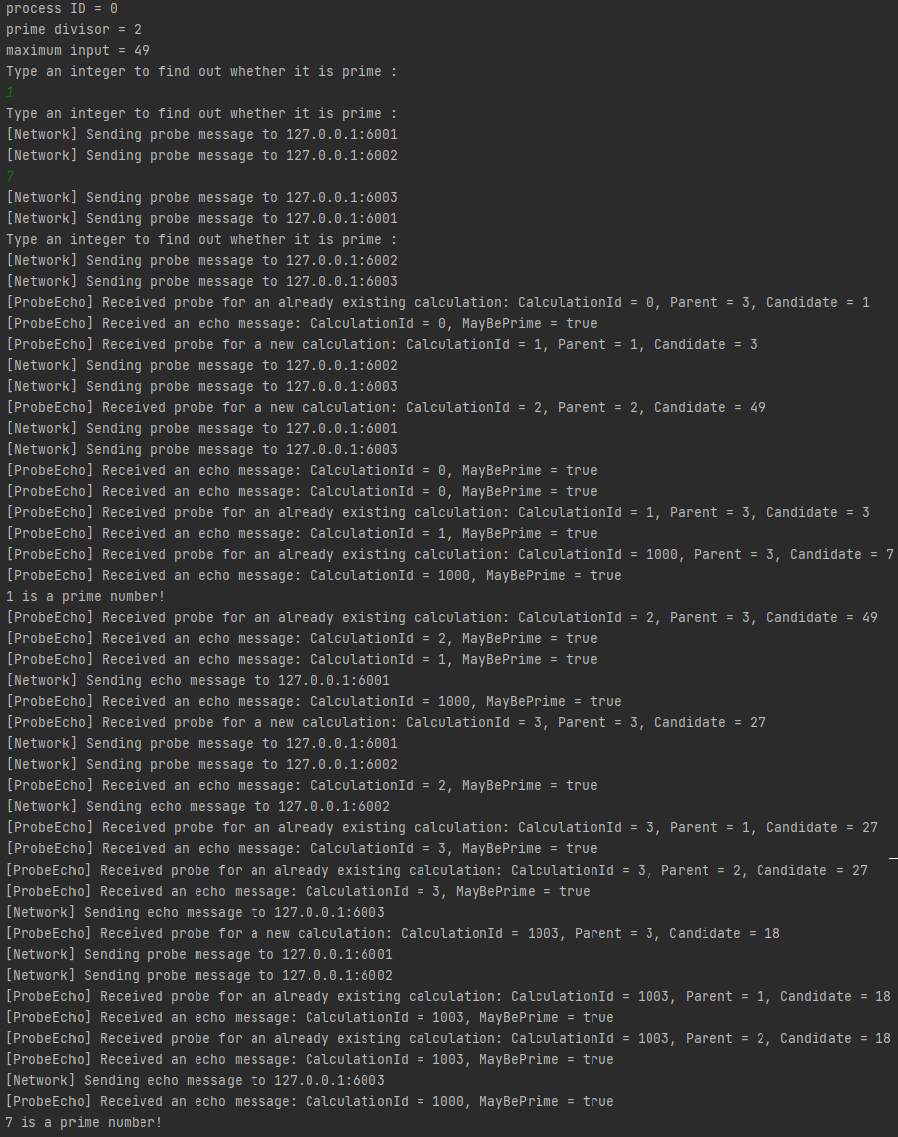 process ID = 0
prime divisor = 2
maximum input = 49
Type an integer to find out whether it is prime :
1
Type an integer to find out whether it is prime :
[Network] Sending probe message to 127.0.0.1:6001
[Network] Sending probe message to 127.0.0.1:6002
7
[Network] Sending probe message to 127.0.0.1:6003
[Network] Sending probe message to 127.0.0.1:6001
Type an integer to find out whether it is prime :
[Network] Sending probe message to 127.0.0.1:6002
[Network] Sending probe message to 127.0.0.1:6003
[ProbeEcho] Received probe for an already existing calculation: CalculationId = 0, Parent = 3, Candidate = 1
[ProbeEcho] Received an echo message: CalculationId = 0, MayBePrime = true
[ProbeEcho] Received probe for a new calculation: CalculationId = 1, Parent = 1, Candidate = 3
[Network] Sending probe message to 127.0.0.1:6002
[Network] Sending probe message to 127.0.0.1:6003
[ProbeEcho] Received probe for a new calculation: CalculationId = 2, Parent = 2, Candidate = 49
[Network] Sending probe message to 127.0.0.1:6001
[Network] Sending probe message to 127.0.0.1:6003
[ProbeEcho] Received an echo message: CalculationId = 0, MayBePrime = true
[ProbeEcho] Received an echo message: CalculationId = 0, MayBePrime = true
[ProbeEcho] Received probe for an already existing calculation: CalculationId = 1, Parent = 3, Candidate = 3
[ProbeEcho] Received an echo message: CalculationId = 1, MayBePrime = true
[ProbeEcho] Received probe for an already existing calculation: CalculationId = 1000, Parent = 3, Candidate = 7
[ProbeEcho] Received an echo message: CalculationId = 1000, MayBePrime = true
1 is a prime number!
[ProbeEcho] Received probe for an already existing calculation: CalculationId = 2, Parent = 3, Candidate = 49
[ProbeEcho] Received an echo message: CalculationId = 2, MayBePrime = true
[ProbeEcho] Received an echo message: CalculationId = 1, MayBePrime = true
[Network] Sending echo message to 127.0.0.1:6001
[ProbeEcho] Received an echo message: CalculationId = 1000, MayBePrime = true
[ProbeEcho] Received probe for a new calculation: CalculationId = 3, Parent = 3, Candidate = 27
[Network] Sending probe message to 127.0.0.1:6001
[Network] Sending probe message to 127.0.0.1:6002
[ProbeEcho] Received an echo message: CalculationId = 2, MayBePrime = true
[Network] Sending echo message to 127.0.0.1:6002
[ProbeEcho] Received probe for an already existing calculation: CalculationId = 3, Parent = 1, Candidate = 27
[ProbeEcho] Received an echo message: CalculationId = 3, MayBePrime = true
[ProbeEcho] Received probe for an already existing calculation: CalculationId = 3, Parent = 2, Candidate = 27
[ProbeEcho] Received an echo message: CalculationId = 3, MayBePrime = true
[Network] Sending echo message to 127.0.0.1:6003
[ProbeEcho] Received probe for a new calculation: CalculationId = 1003, Parent = 3, Candidate = 18
[Network] Sending probe message to 127.0.0.1:6001
[Network] Sending probe message to 127.0.0.1:6002
[ProbeEcho] Received probe for an already existing calculation: CalculationId = 1003, Parent = 1, Candidate = 18
[ProbeEcho] Received an echo message: CalculationId = 1003, MayBePrime = true
[ProbeEcho] Received probe for an already existing calculation: CalculationId = 1003, Parent = 2, Candidate = 18
[ProbeEcho] Received an echo message: CalculationId = 1003, MayBePrime = true
[Network] Sending echo message to 127.0.0.1:6003
[ProbeEcho] Received an echo message: CalculationId = 1000, MayBePrime = true
7 is a prime number!